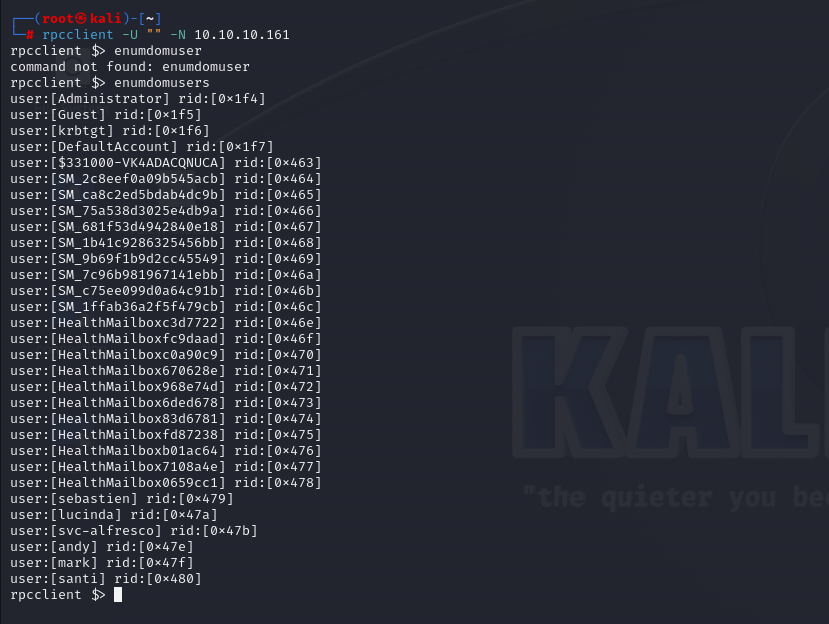 ┌──(root㉿kali)-[~]
└─# rpcclient -U "" -N 10.10.10.161
rpcclient $> enumdomuser
command not found: enumdomuser
rpcclient $> enumdomusers
user:[Administrator] rid:[0×1f4]
user:[Guest] rid:[0×1f5]
user:[krbtgt] rid:[0×1f6]
user:[DefaultAccount] rid:[0×1f7]
user:[$331000-VK4ADACQNUCA] rid:[0×463]
user:[SM_2c8eef0a09b545acb] rid:[0×464]
user:[SM_ca8c2ed5bdab4dc9b] rid:[0×465]
user:[SM_75a538d3025e4db9a] rid:[0×466]
user:[SM_681f53d4942840e18] rid:[0×467]
user:[SM_1b41c9286325456bb] rid:[0×468]
user:[SM_9b69f1b9d2cc45549] rid:[0×469]
user:[SM_7c96b981967141ebb] rid:[0×46a]
user:[SM_c75ee099d0a64c91b] rid:[0×46b]
user:[SM_1ffab36a2f5f479cb] rid:[0×46c]
user:[HealthMailboxc3d7722] rid:[0×46e]
user:[HealthMailboxfc9daad] rid:[0×46f]
user:[HealthMailboxc0a90c9] rid:[0×470]
user:[HealthMailbox670628e] rid:[0×471]
user:[HealthMailbox968e74d] rid:[0×472]
user:[HealthMailbox6ded678] rid:[0×473]
user:[HealthMailbox83d6781] rid:[0×474]
user:[HealthMailboxfd87238] rid:[0×475]
user:[HealthMailboxb01ac64] rid:[0×476]
user:[HealthMailbox7108a4e] rid:[0×477]
user:[HealthMailbox0659cc1] rid:[0×478]
user:[sebastien] rid:[0×479]
user:[lucinda] rid:[0×47a]
user:[svc-alfresco] rid:[0×47b]
user:[andy] rid:[0×47e]
user:[mark] rid:[0×47f]
user:[santi] rid:[0×480]
rpcclient $>
KAL
"the quieter you be